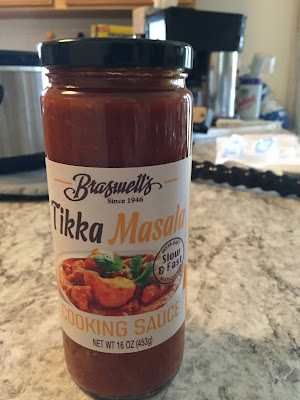 Braswell's
Since 1946
Tikka Masala
Slow
& Fast
COOKING SAUCE
NET WT 16 OZ (453g)